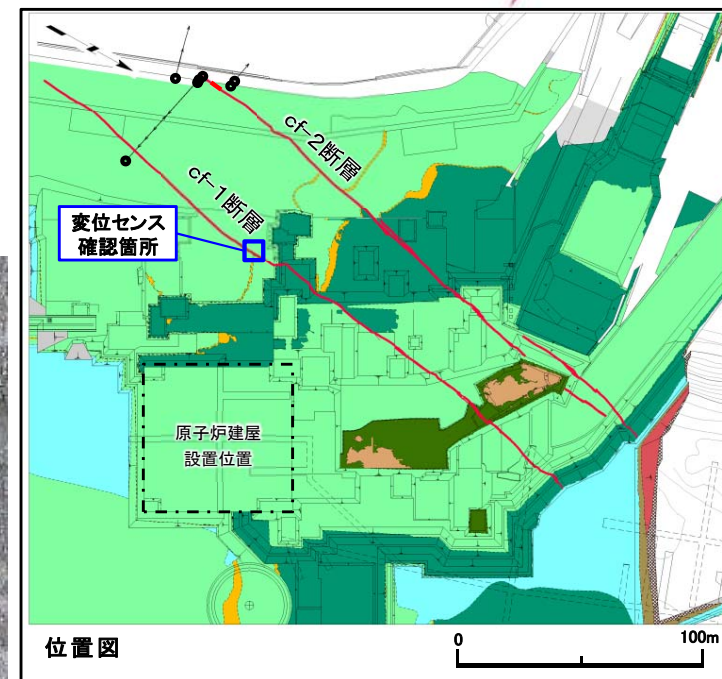 cf-2断層
cf-1断層
変位センス
確認箇所
原子炉建屋
設置位置
位置図
0
100m